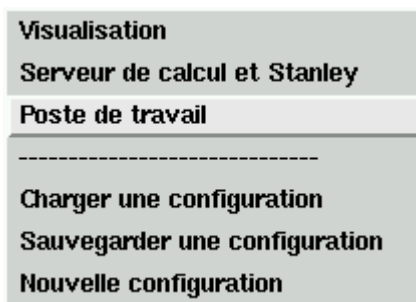 Visualisation
Serveur de calcul et Stanley
Poste de travail
------------------------------
Charger une configuration
Sauvegarder une configuration
Nouvelle configuration